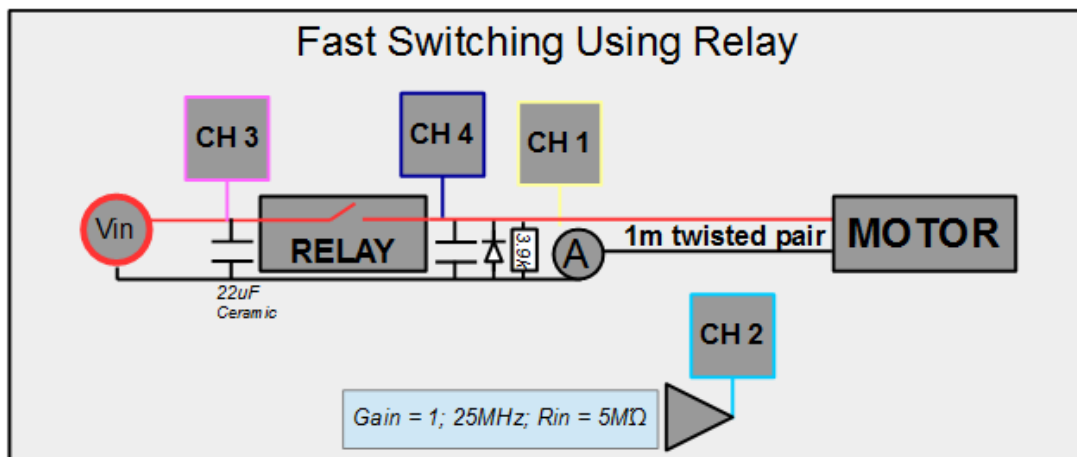 Fast Switching Using Relay
CH 3
CH 4
CH 1
Vin
RELAY
3.9k
A
1m twisted pair
MOTOR
22uF
Ceramic
CH 2
Gain = 1; 25MHz; Rin = 5MΩ